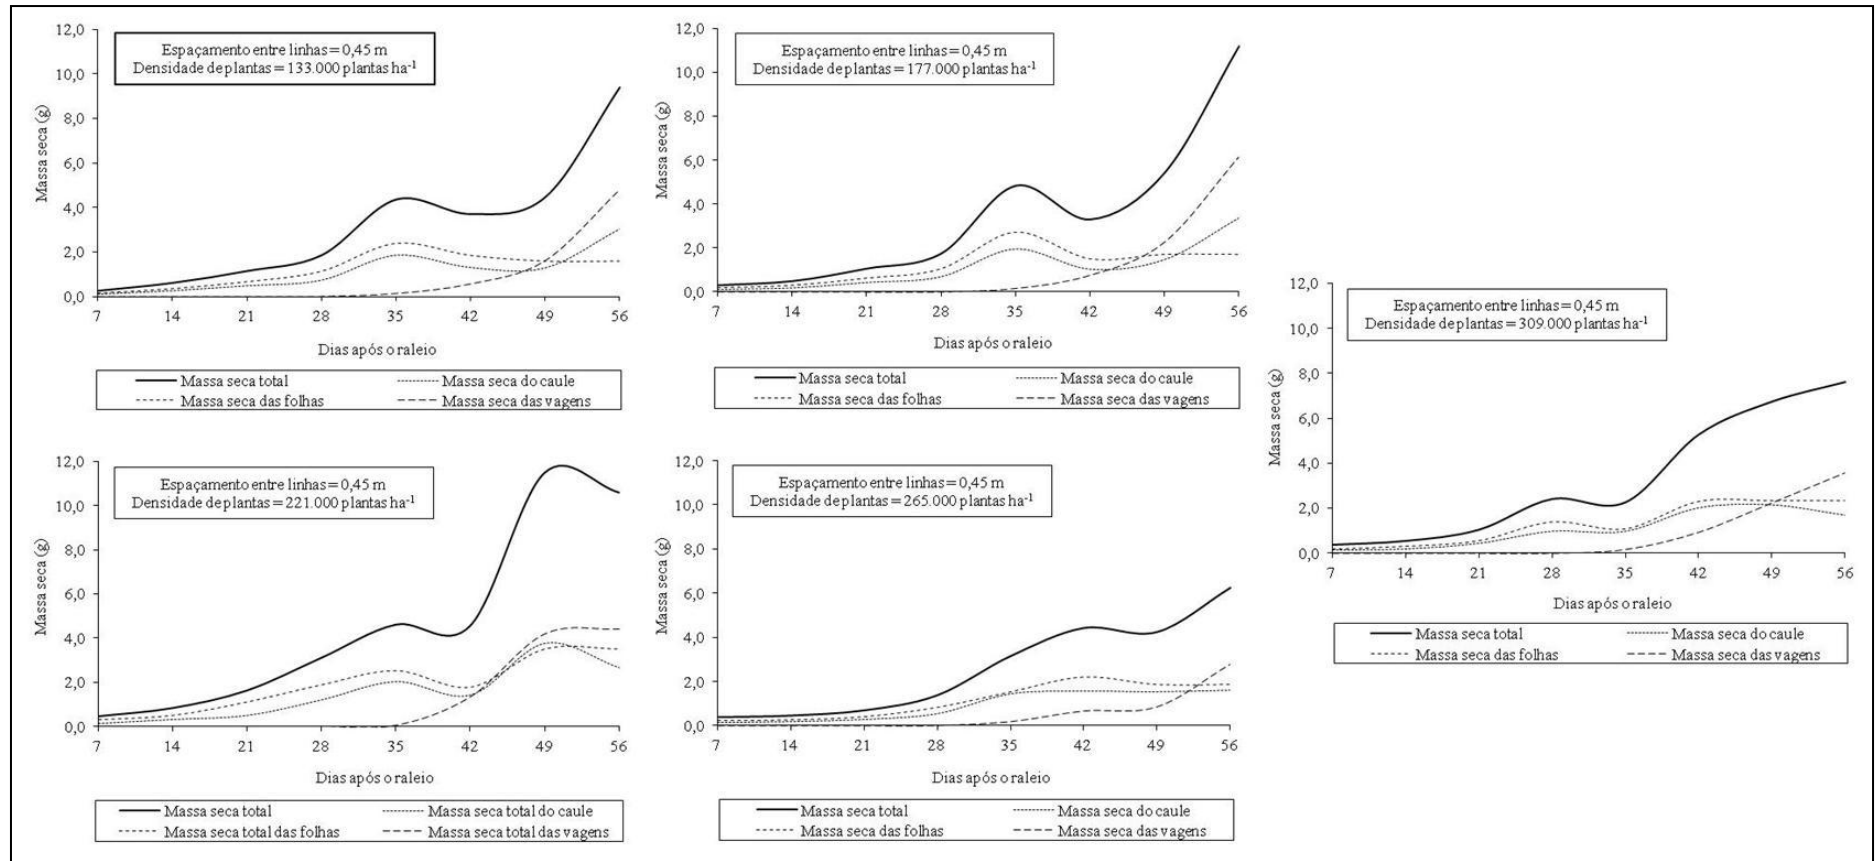 Espaçamento entre linhas = 0,45 m
Densidade de plantas = 133.000 plantas ha-1
Massa seca (g)
12,0
10,0
8,0
6,0
4,0
2,0
0,0
7 14 21 28 35 42 49 56
Dias após o raleio
Massa seca total Massa seca do caule
Massa seca das folhas Massa seca das vagens
Espaçamento entre linhas = 0,45 m
Densidade de plantas = 177.000 plantas ha-1
Massa seca (g)
12,0
10,0
8,0
6,0
4,0
2,0
0,0
7 14 21 28 35 42 49 56
Dias após o raleio
Massa seca total Massa seca do caule
Massa seca das folhas Massa seca das vagens
Espaçamento entre linhas = 0,45 m
Densidade de plantas = 221.000 plantas ha-1
Massa seca (g)
12,0
10,0
8,0
6,0
4,0
2,0
0,0
7 14 21 28 35 42 49 56
Dias após o raleio
Massa seca total Massa seca total do caule
Massa seca total das folhas Massa seca total das vagens
Espaçamento entre linhas = 0,45 m
Densidade de plantas = 265.000 plantas ha-1
Massa seca (g)
12,0
10,0
8,0
6,0
4,0
2,0
0,0
7 14 21 28 35 42 49 56
Dias após o raleio
Massa seca total Massa seca do caule
Massa seca das folhas Massa seca das vagens
Espaçamento entre linhas = 0,45 m
Densidade de plantas = 309.000 plantas ha-1
Massa seca (g)
12,0
10,0
8,0
6,0
4,0
2,0
0,0
7 14 21 28 35 42 49 56
Dias após o raleio
Massa seca total Massa seca do caule
Massa seca das folhas Massa seca das vagens